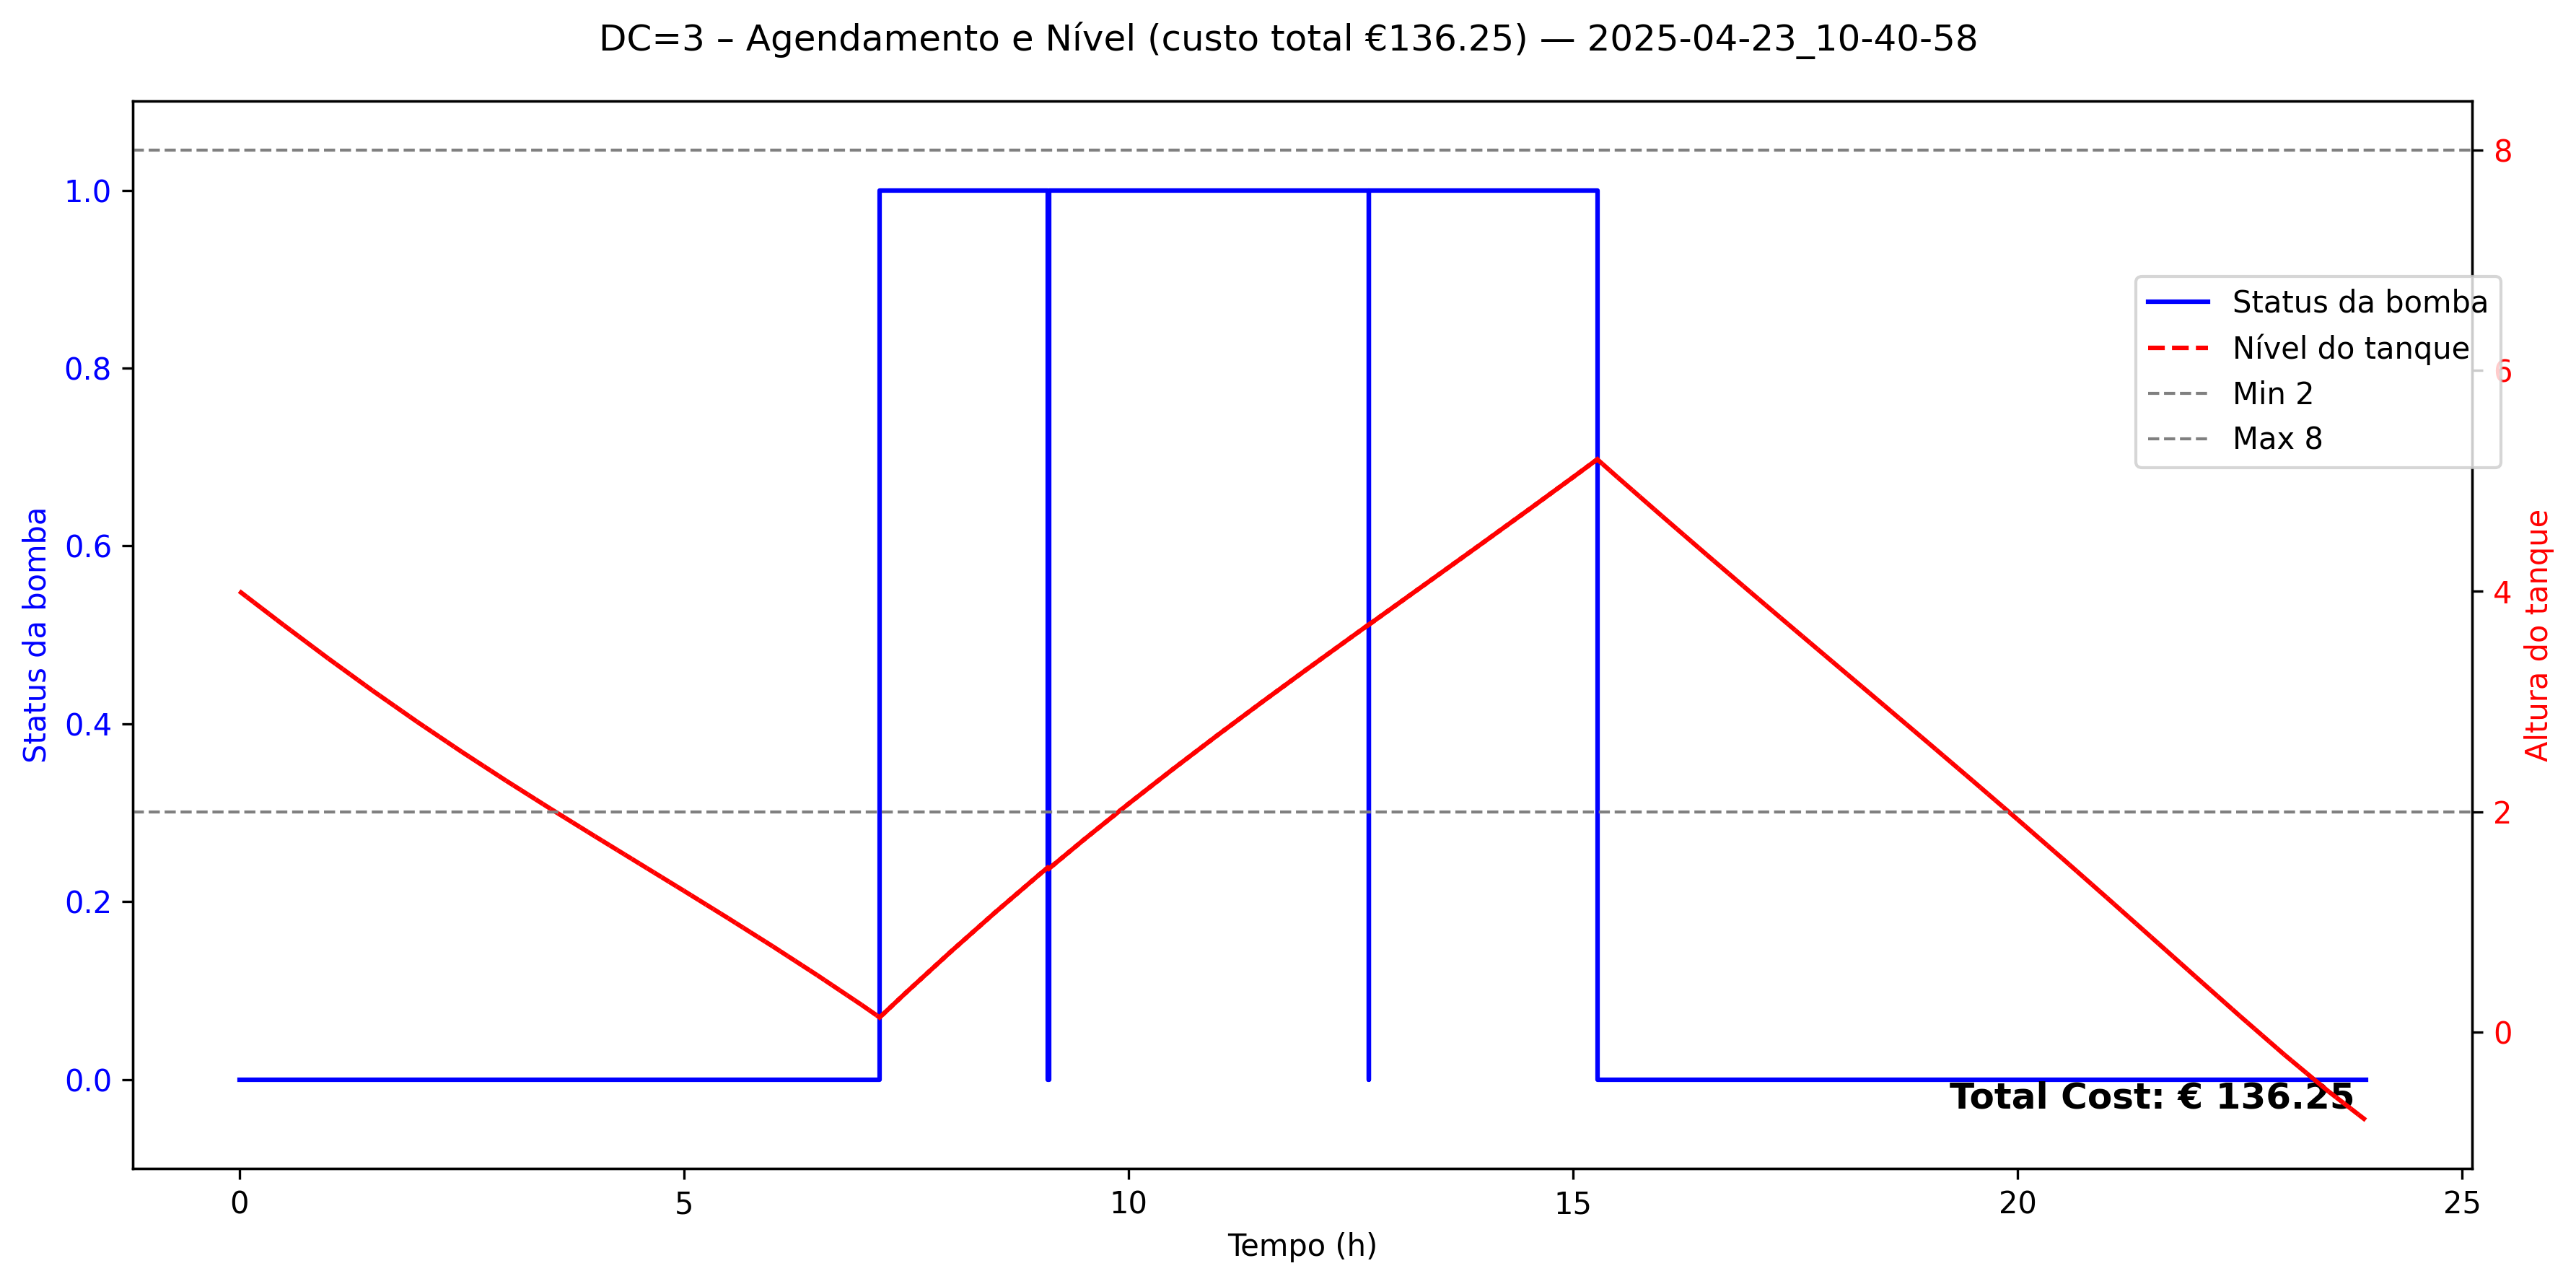 DC=3 – Agendamento e Nível (custo total €136.25) — 2025-04-23_10-40-58
1.0
0.8
0.6
0.4
0.2
0.0
Status da bomba
8
6
4
2
0
Altura do tanque
Status da bomba
Nível do tanque
Min 2
Max 8
Total Cost: € 136.25
0
5
10
15
20
25
Tempo (h)